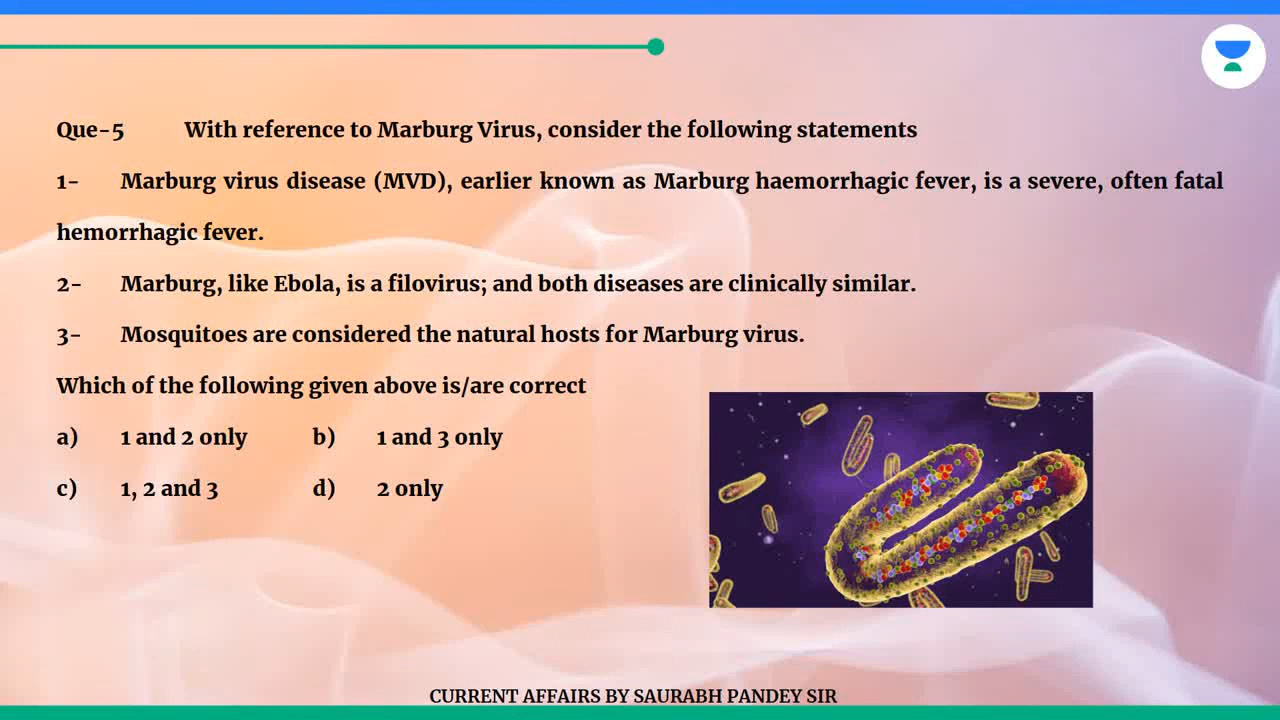 Que-5 With reference to Marburg Virus, consider the following statements
1- Marburg virus disease (MVD), earlier known as Marburg haemorrhagic fever, is a severe, often fatal
hemorrhagic fever.
2- Marburg, like Ebola, is a filovirus; and both diseases are clinically similar.
3- Mosquitoes are considered the natural hosts for Marburg virus.
Which of the following given above is/are correct
a) 1 and 2 only b) 1 and 3 only
c) 1, 2 and 3 d) 2 only
CURRENT AFFAIRS BY SAURABH PANDEY SIR